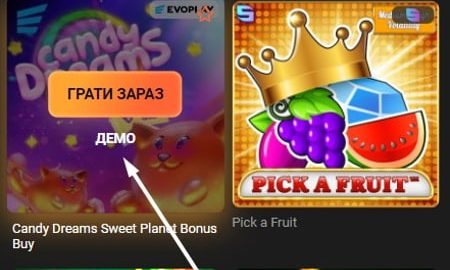 EVOPLAY
candy
Dreams
ГРАТИ ЗАРАЗ
ДЕМО
PICK A FRUIT
Candy Dreams Sweet Planet Bonus
Buy
Pick a Fruit